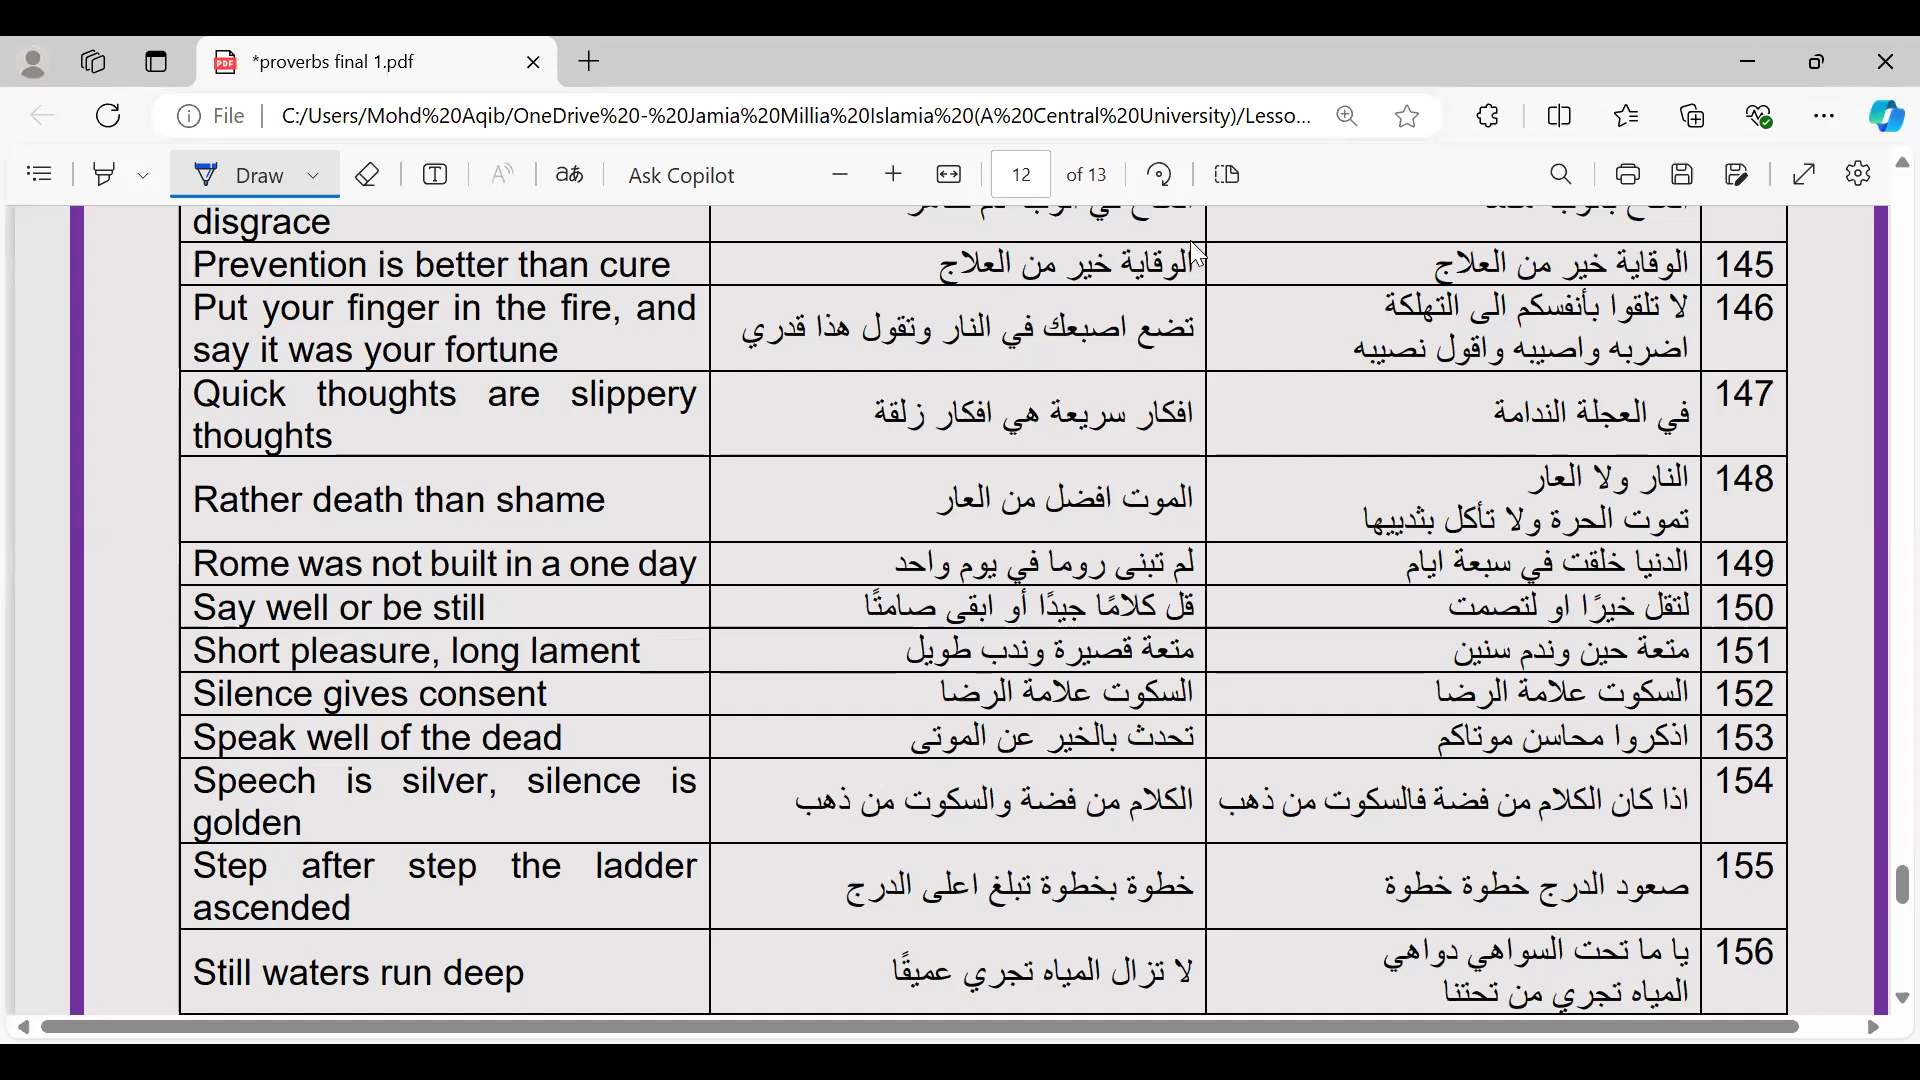 *proverbs final 1.pdf
File
C:/Users/Mohd%20Aqib/OneDrive%20-%20Jamia%20Millia%20Islamia%20(A%20Central%20University)/Lesso...
Draw
aあ
Ask Copilot
12 of 13
disgrace
Prevention is better than cure
الوقاية خير من العلاج
الوقاية خير من العلاج
145
Put your finger in the fire, and
say it was your fortune
تضع اصبعك في النار وتقول هذا قدري
لا تلقوا بأنفسكم الى التهلكة
اضربه واصيبه واقول نصيبه
146
Quick thoughts are slippery
thoughts
افكار سريعة هي افكار زلقة
في العجلة الندامة
147
Rather death than shame
الموت افضل من العار
النار ولا العار
تموت الحرة ولا تأكل بثدييها
148
Rome was not built in a one day
لم تبنى روما في يوم واحد
الدنيا خلقت في سبعة ايام
149
Say well or be still
قل كلامًا جيدًا أو ابقى صامتًا
لتقل خيرًا او لتصمت
150
Short pleasure, long lament
متعة قصيرة وندب طويل
متعة حين وندم سنين
151
Silence gives consent
السكوت علامة الرضا
السكوت علامة الرضا
152
Speak well of the dead
تحدث بالخير عن الموتى
اذكروا محاسن موتاكم
153
Speech is silver, silence is
golden
الكلام من فضة والسكوت من ذهب
اذا كان الكلام من فضة فالسكوت من ذهب
154
Step after step the ladder
ascended
خطوة بخطوة تبلغ اعلى الدرج
صعود الدرج خطوة خطوة
155
Still waters run deep
لا تزال المياه تجري عميقًا
يا ما تحت السواهي دواهي
المياه تجري من تحتنا
156